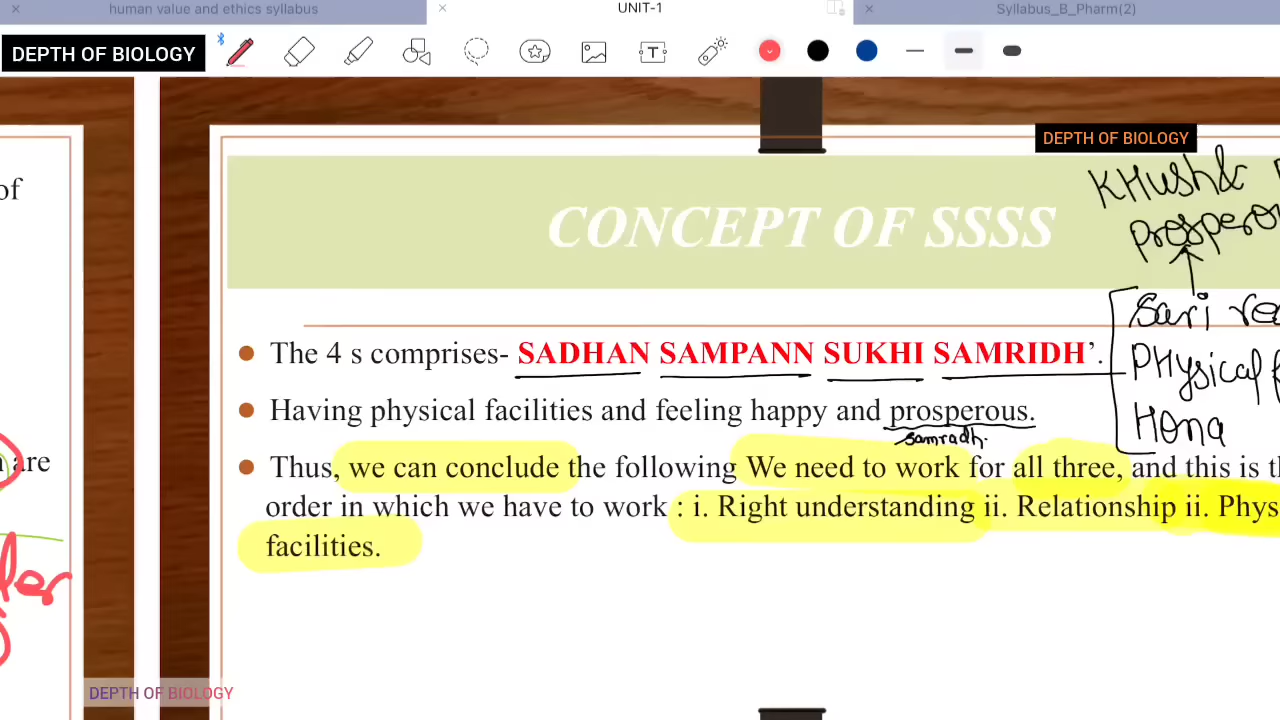 human value and ethics syllabus
UNIT-1
Syllabus_B_Pharm(2)
DEPTH OF BIOLOGY
T
DEPTH OF BIOLOGY
of
KHush &
prospero
CONCEPT OF SSSS
Sari
The 4 s comprises- SADHAN SAMPANN SUKHI SAMRIDH'.
PHysical f
Having physical facilities and feeling happy and prosperous.
Hona
samradh.
are
Thus, we can conclude the following We need to work for all three, and this is th
order in which we have to work : i. Right understanding ii. Relationship ii. Phys
facilities.
DEPTH OF BIOLOGY